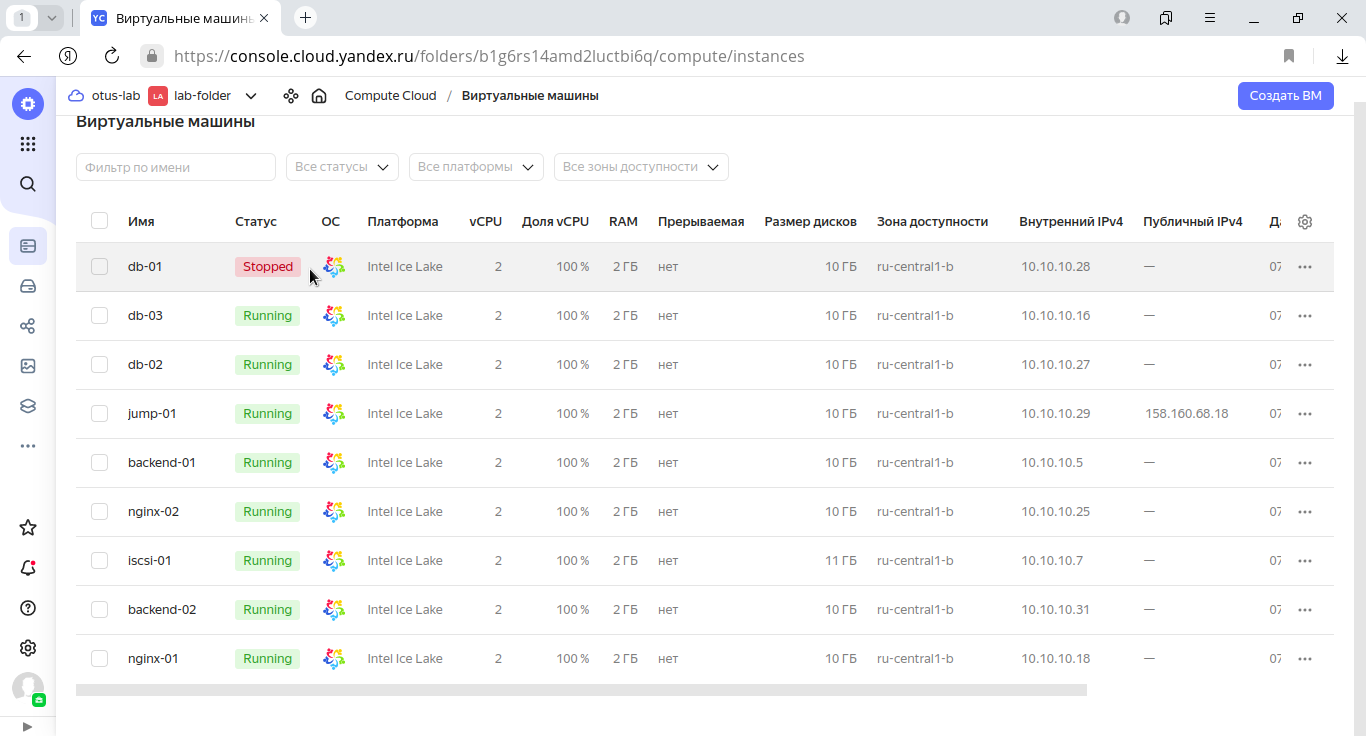 1
YC Виртуальные машины
https://console.cloud.yandex.ru/folders/b1g6rs14amd2luctbi6q/compute/instances
otus-lab LA lab-folder Compute Cloud / Виртуальные машины Создать ВМ
Виртуальные машины
Фильтр по имени Все статусы Все платформы Все зоны доступности
Имя Статус ОС Платформа vCPU Доля vCPU RAM Прерываемая Размер дисков Зона доступности Внутренний IPv4 Публичный IPv4 Да
db-01 Stopped Intel Ice Lake 2 100 % 2 ГБ нет 10 ГБ ru-central1-b 10.10.10.28 — 07
db-03 Running Intel Ice Lake 2 100 % 2 ГБ нет 10 ГБ ru-central1-b 10.10.10.16 — 07
db-02 Running Intel Ice Lake 2 100 % 2 ГБ нет 10 ГБ ru-central1-b 10.10.10.27 — 07
jump-01 Running Intel Ice Lake 2 100 % 2 ГБ нет 10 ГБ ru-central1-b 10.10.10.29 158.160.68.18 07
backend-01 Running Intel Ice Lake 2 100 % 2 ГБ нет 10 ГБ ru-central1-b 10.10.10.5 — 07
nginx-02 Running Intel Ice Lake 2 100 % 2 ГБ нет 10 ГБ ru-central1-b 10.10.10.25 — 07
iscsi-01 Running Intel Ice Lake 2 100 % 2 ГБ нет 11 ГБ ru-central1-b 10.10.10.7 — 07
backend-02 Running Intel Ice Lake 2 100 % 2 ГБ нет 10 ГБ ru-central1-b 10.10.10.31 — 07
nginx-01 Running Intel Ice Lake 2 100 % 2 ГБ нет 10 ГБ ru-central1-b 10.10.10.18 — 07